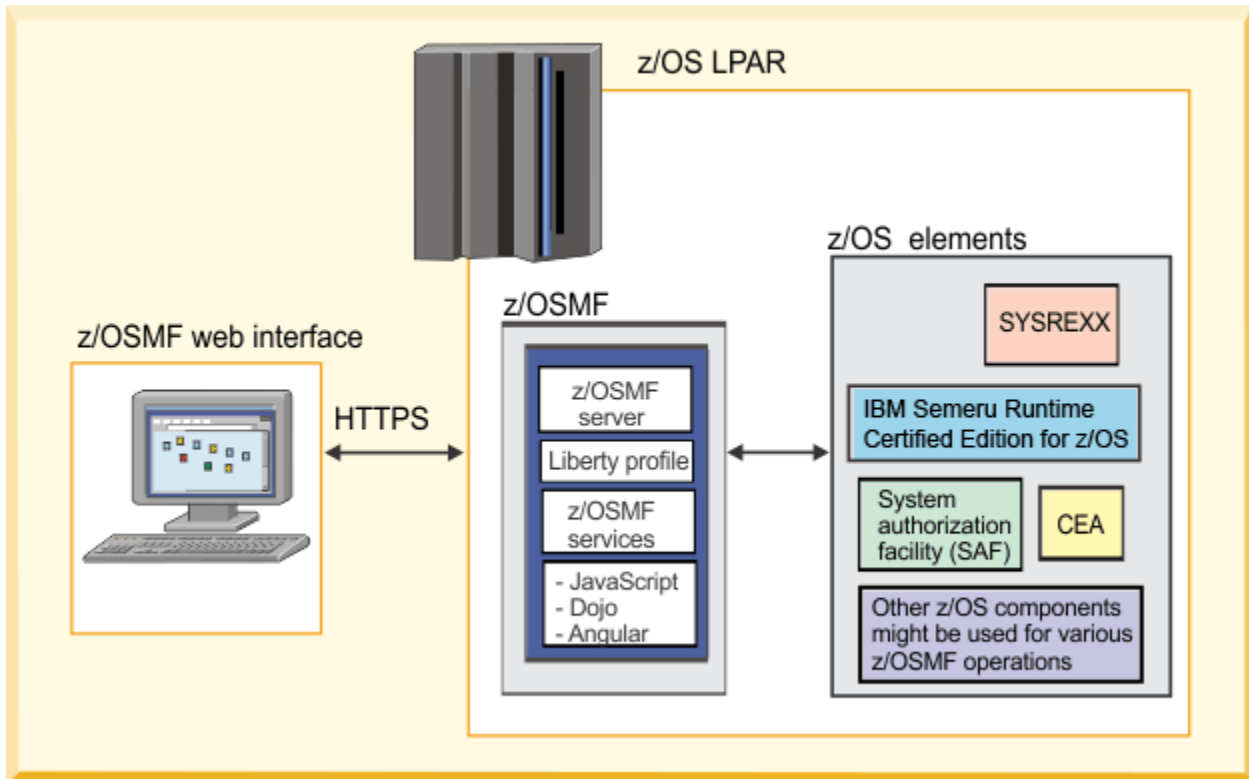 z/OS LPAR
z/OSMF web interface
HTTPS
z/OSMF
z/OSMF
server
Liberty profile
z/OSMF
services
- JavaScript
- Dojo
- Angular
z/OS elements
SYSREXX
IBM Semeru Runtime
Certified Edition for z/OS
System
authorization
facility (SAF)
CEA
Other z/OS components
might be used for various
z/OSMF operations